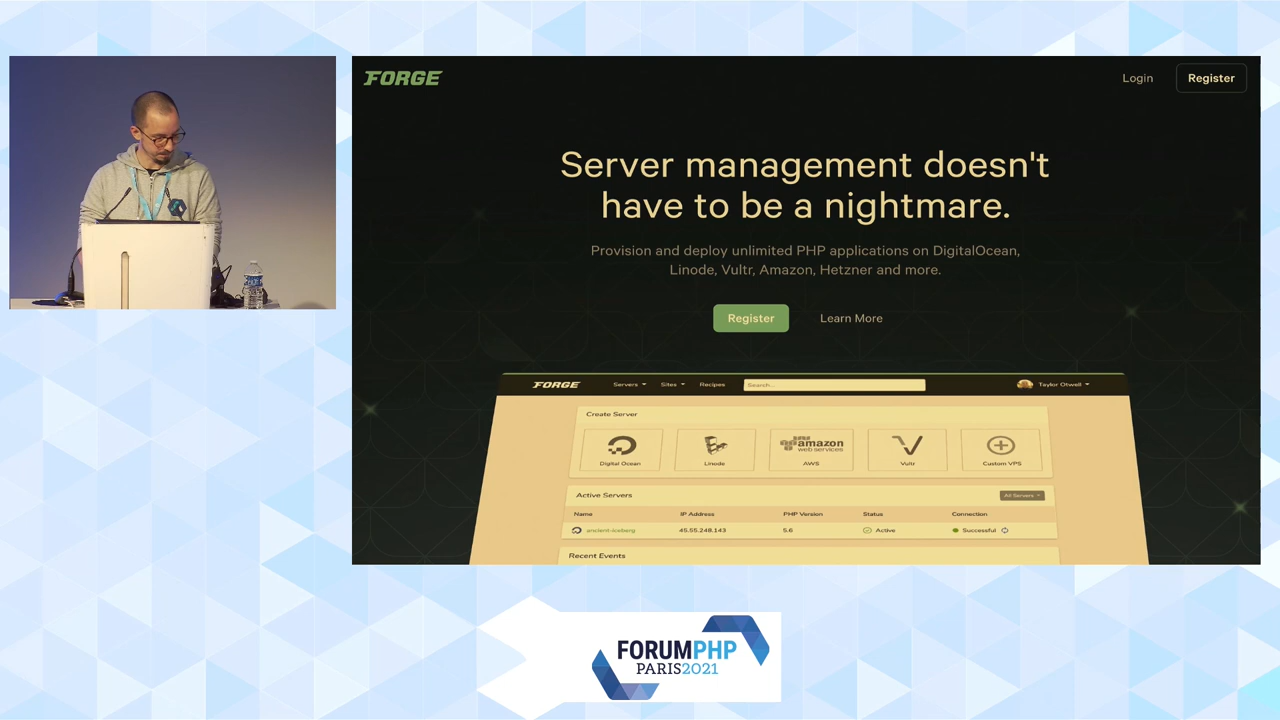 FORGE
Login
Register
Server management doesn't
have to be a nightmare.
Provision and deploy unlimited PHP applications on DigitalOcean,
Linode, Vultr, Amazon, Hetzner and more.
Register
Learn More
FORGE
Servers
Sites
Recipes
Search...
Taylor Otwell
Create Server
amazon
web services
Digital Ocean
Linode
AWS
Vultr
Custom VPS
Active Servers
All Servers
Name
IP Address
PHP Version
Status
Connection
ancient-iceberg
45.55.248.143
5.6
Active
Successful
Recent Events
FORUMPHP
PARIS2021